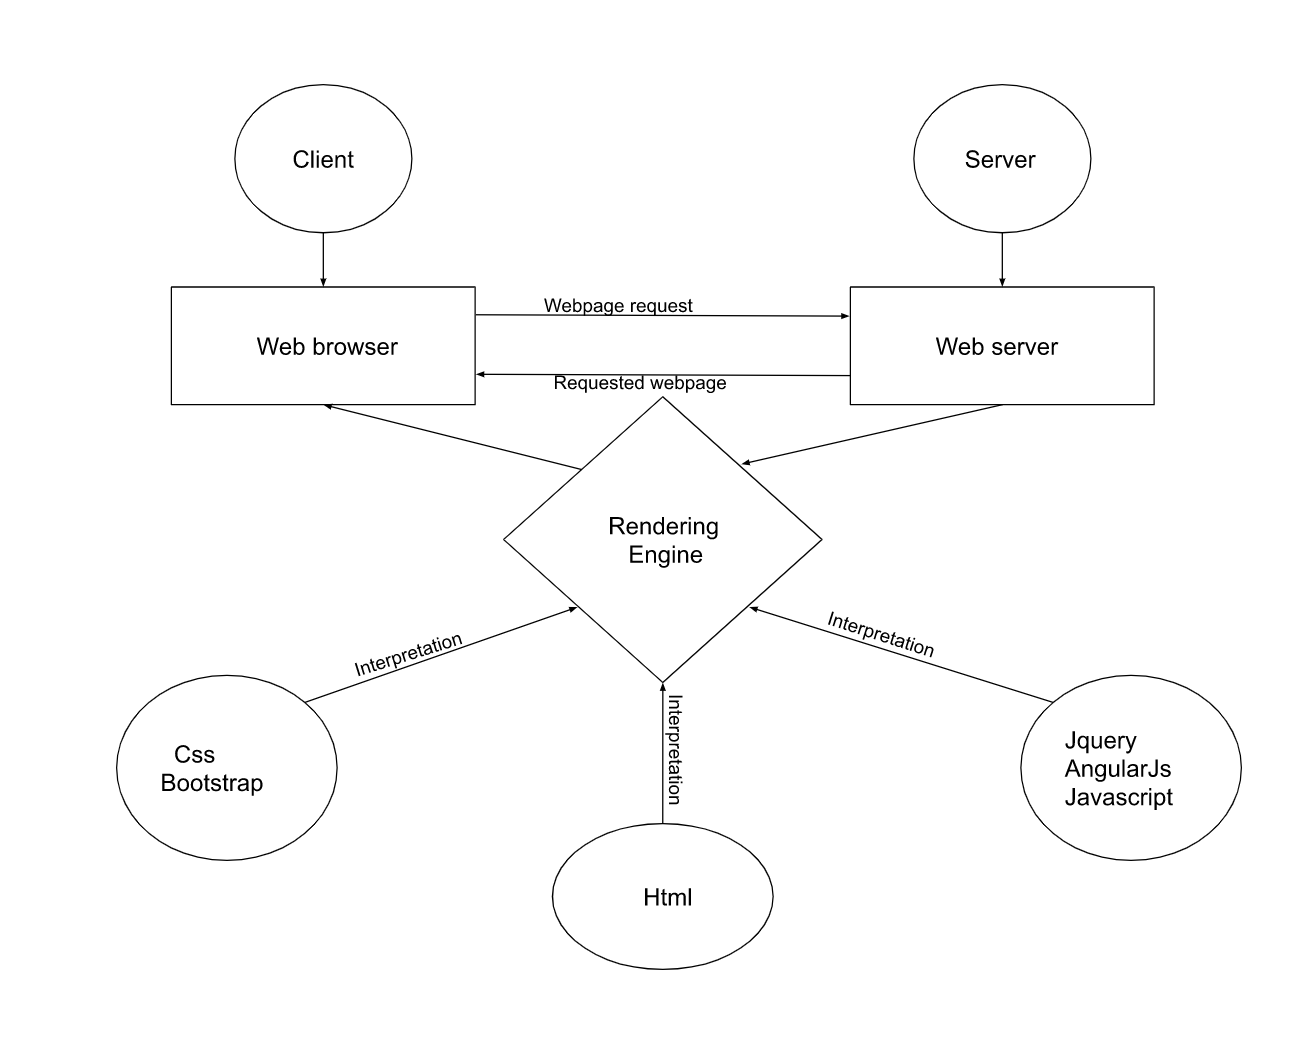 Client
Server
Webpage request
Web browser
Web server
Requested webpage
Rendering
Engine
Interpretation
Interpretation
Interpretation
Css
Bootstrap
Jquery
AngularJs
Javascript
Html